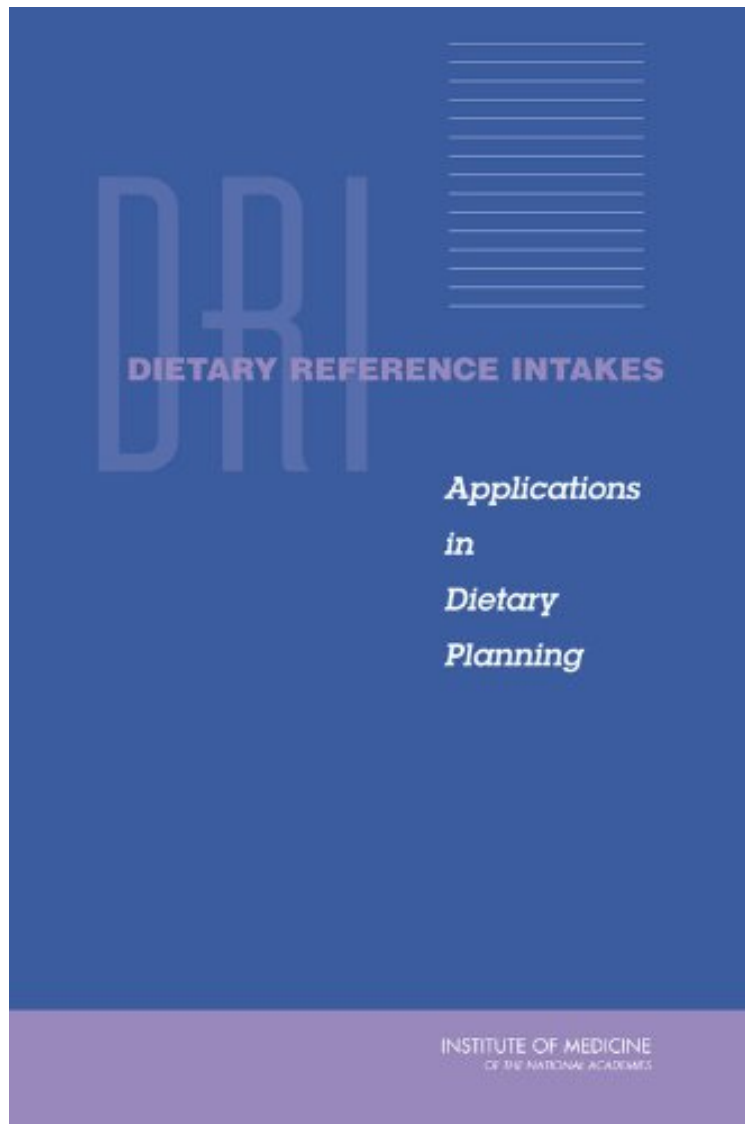 DRI
DIETARY REFERENCE INTAKES
Applications
in
Dietary
Planning
INSTITUTE OF MEDICINE
OF THE NATIONAL ACADEMIES